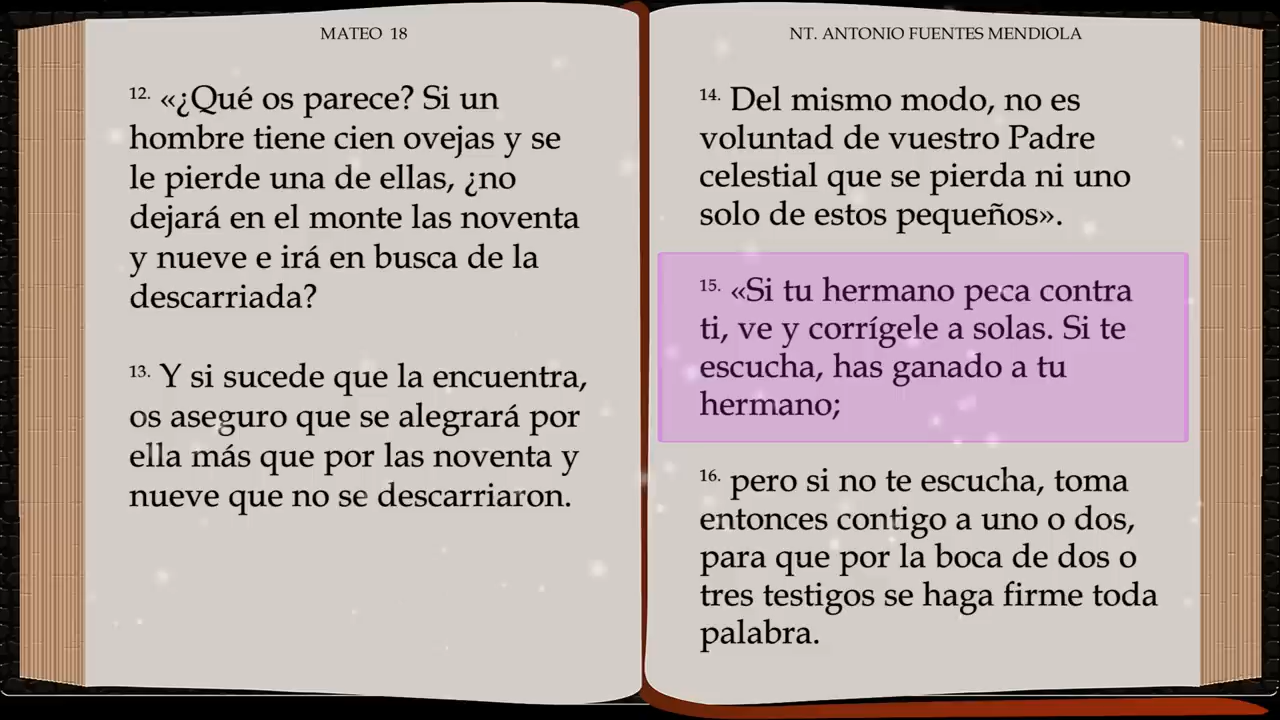 MATEO 18
12. «¿Qué os parece? Si un
hombre tiene cien ovejas y se
le pierde una de ellas, ¿no
dejará en el monte las noventa
y nueve e irá en busca de la
descarriada?
13. Y si sucede que la encuentra,
os aseguro que se alegrará por
ella más que por las noventa y
nueve que no se descarriaron.
NT. ANTONIO FUENTES MENDIOLA
14. Del mismo modo, no es
voluntad de vuestro Padre
celestial que se pierda ni uno
solo de estos pequeños».
15. «Si tu hermano peca contra
ti, ve y corrígele a solas. Si te
escucha, has ganado a tu
hermano;
16. pero si no te escucha, toma
entonces contigo a uno o dos,
para que por la boca de dos o
tres testigos se haga firme toda
palabra.